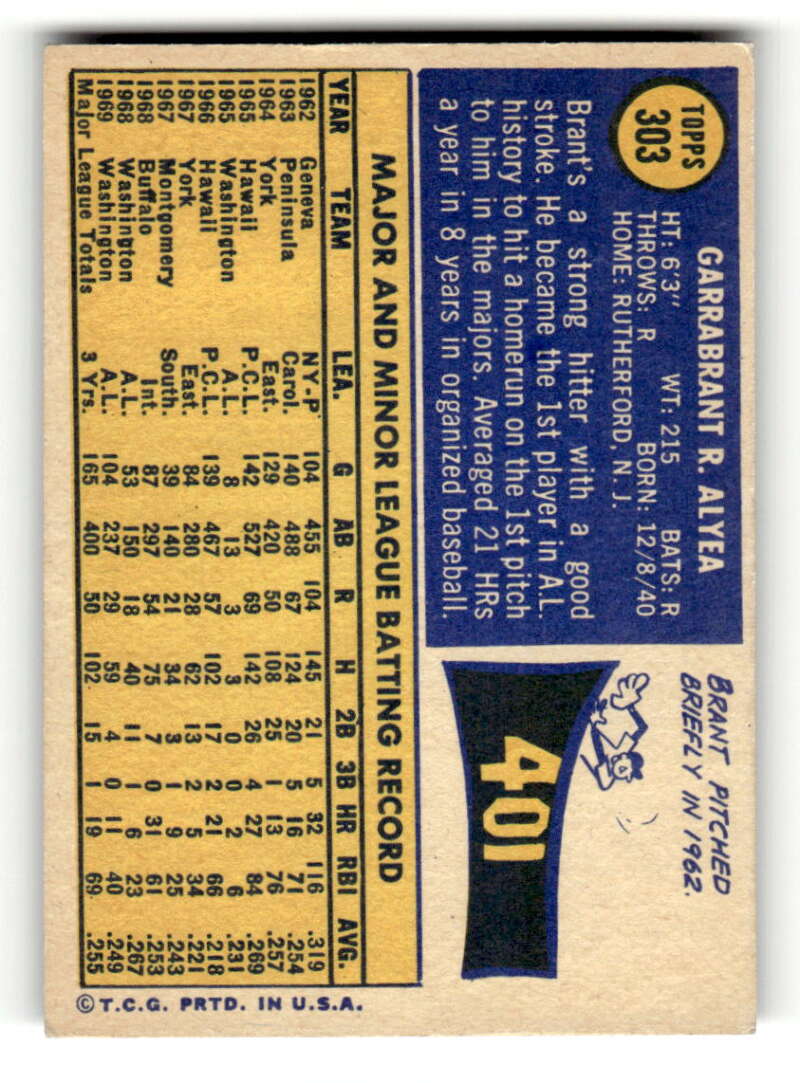 TOPPS
303
GARRABRANT R. ALYEA
HT: 6'3" WT: 215 BATS: R
THROWS: R BORN: 12/8/40
HOME: RUTHERFORD, N. J.
Brant's a strong hitter with a good
stroke. He became the 1st player in A.L.
history to hit a homerun on the 1st pitch
to him in the majors. Averaged 21 HRs
a year in 8 years in organized baseball.
BRANT PITCHED
BRIEFLY IN 1962.
401
MAJOR AND MINOR LEAGUE BATTING RECORD
YEAR TEAM LEA. G AB R H 2B 3B HR RBI AVG.
1962 Geneva NY-P 104 455 104 145 21 5 32 116 .319
1963 Peninsula Carol. 140 488 67 124 20 5 16 71 .254
1964 York East. 129 420 50 108 25 1 13 76 .257
1965 Hawaii P.C.L. 142 527 69 142 26 4 27 84 .269
1965 Washington A.L. 8 13 3 3 0 0 2 6 .231
1966 Hawaii P.C.L. 139 467 57 102 17 2 21 66 .218
1967 York East. 84 280 28 62 13 2 5 34 .221
1967 Montgomery South. 39 140 21 34 3 1 9 25 .243
1968 Buffalo Int. 87 297 54 75 7 0 31 61 .253
1968 Washington A.L. 53 150 18 40 11 1 6 23 .267
1969 Washington A.L. 104 237 29 59 4 0 11 40 .249
Major League Totals 3 Yrs. 165 400 50 102 15 1 19 69 .255
© T.C.G. PRTD. IN U.S.A.